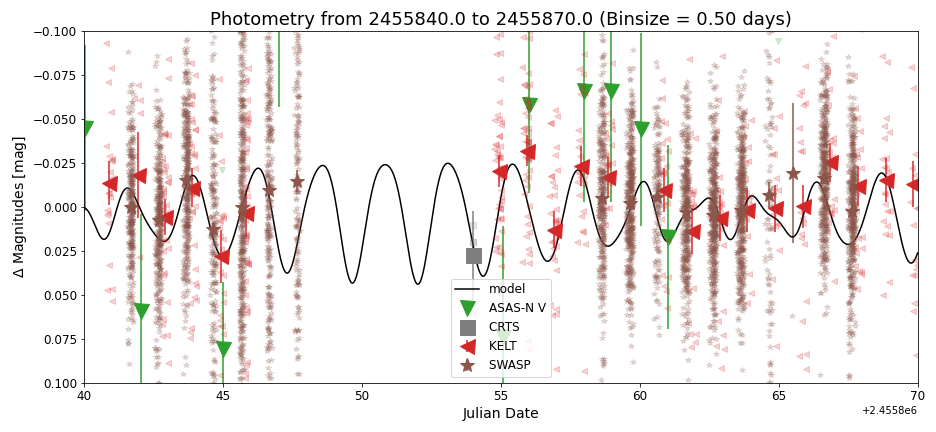 Photometry from 2455840.0 to 2455870.0 (Binsize = 0.50 days)
Δ Magnitudes [mag]
−0.100
−0.075
−0.050
−0.025
0.000
0.025
0.050
0.075
0.100
model
ASAS-N V
CRTS
KELT
SWASP
40
45
50
55
60
65
70
Julian Date
+2.4558e6